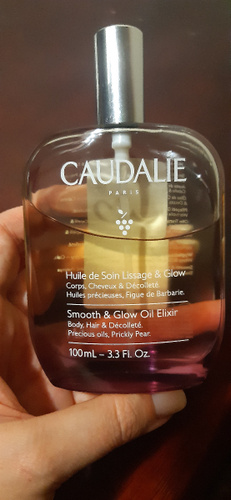 CAUDALIE
PARIS
Huile de Soin Lissage & Glow
Corps, Cheveux & Décolleté.
Huiles précieuses, Figue de Barbarie.
Smooth & Glow Oil Elixir
Body, Hair & Décolleté.
Precious oils, Prickly Pear.
100mL – 3.3 Fl. Oz.